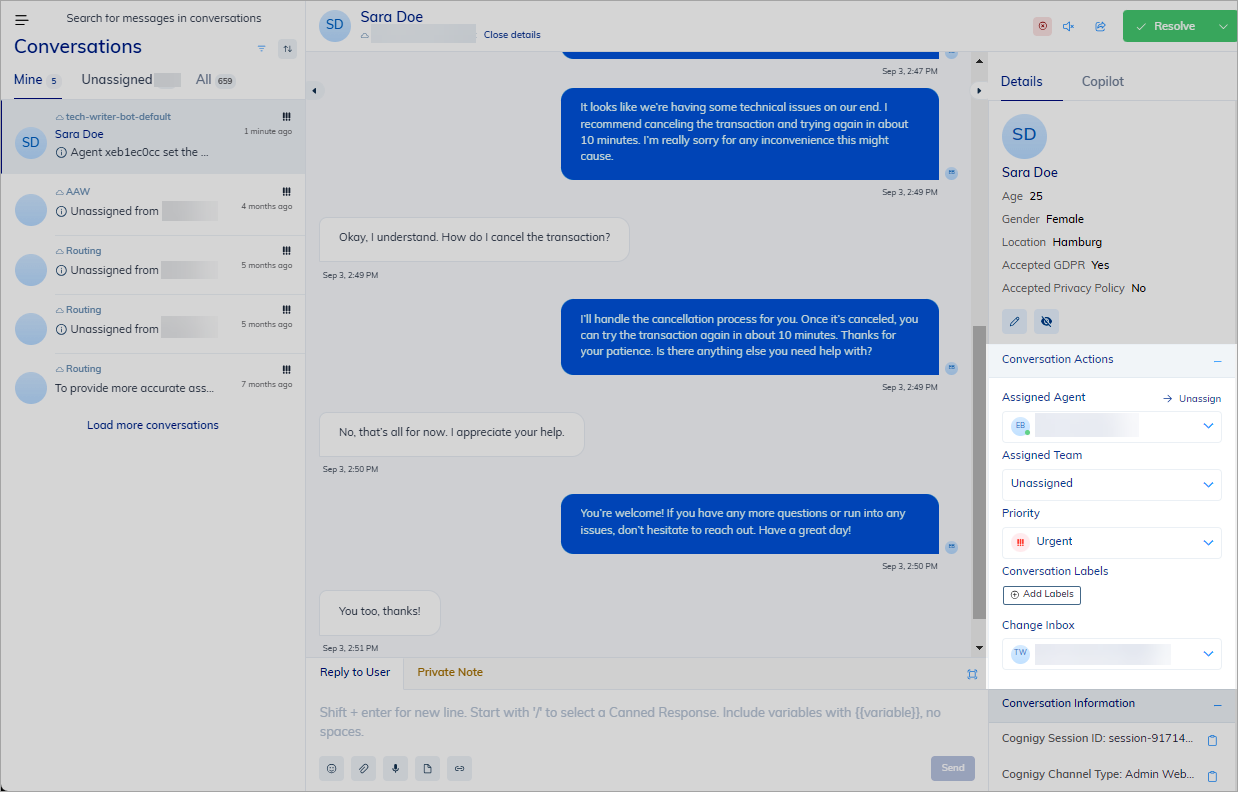 Search for messages in conversations
Conversations
Mine 5
Unassigned
All 659
SD
tech-writer-bot-default
Sara Doe
1 minute ago
Agent xeb1ec0cc set the ...
AAW
4 months ago
Unassigned from
Routing
5 months ago
Unassigned from
Routing
5 months ago
Unassigned from
Routing
7 months ago
To provide more accurate ass...
Load more conversations
SD
Sara Doe
Close details
Resolve
Sep 3, 2:47 PM
It looks like we're having some technical issues on our end. I
recommend canceling the transaction and trying again in about
10 minutes. I'm really sorry for any inconvenience this might
cause.
Sep 3, 2:49 PM
Okay, I understand. How do I cancel the transaction?
Sep 3, 2:49 PM
I'll handle the cancellation process for you. Once it's canceled, you
can try the transaction again in about 10 minutes. Thanks for
your patience. Is there anything else you need help with?
Sep 3, 2:49 PM
No, that's all for now. I appreciate your help.
Sep 3, 2:50 PM
You're welcome! If you have any more questions or run into any
issues, don't hesitate to reach out. Have a great day!
Sep 3, 2:50 PM
You too, thanks!
Sep 3, 2:51 PM
Reply to User
Private Note
Shift + enter for new line. Start with '/' to select a Canned Response. Include variables with {{variable}}, no
spaces.
Send
Details
Copilot
SD
Sara Doe
Age 25
Gender Female
Location Hamburg
Accepted GDPR Yes
Accepted Privacy Policy No
Conversation Actions
Assigned Agent
Unassign
EB
Assigned Team
Unassigned
Priority
Urgent
Conversation Labels
Add Labels
Change Inbox
TW
Conversation Information
Cognigy Session ID: session-91714...
Cognigy Channel Type: Admin Web...